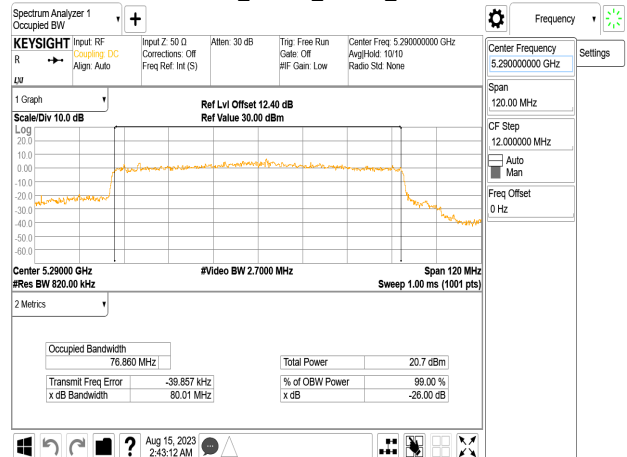 Spectrum Analyzer 1
Occupied BW
Frequency
KEYSIGHT
R
Input: RF
Coupling: DC
Align: Auto
Input Z: 50 Ω
Corrections: Off
Freq Ref: Int (S)
Atten: 30 dB
Trig: Free Run
Gate: Off
#IF Gain: Low
Center Freq: 5.290000000 GHz
Avg|Hold: 10/10
Radio Std: None
Center Frequency
5.290000000 GHz
Settings
Span
120.00 MHz
CF Step
12.000000 MHz
Auto
Man
Freq Offset
0 Hz
1 Graph
Scale/Div 10.0 dB
Ref Lvl Offset 12.40 dB
Ref Value 30.00 dBm
Log
20.0
10.0
0.00
-10.0
-20.0
-30.0
-40.0
-50.0
-60.0
Center 5.29000 GHz
#Res BW 820.00 kHz
#Video BW 2.7000 MHz
Span 120 MHz
Sweep 1.00 ms (1001 pts)
2 Metrics
Occupied Bandwidth
76.860 MHz
Transmit Freq Error -39.857 kHz
x dB Bandwidth 80.01 MHz
Total Power 20.7 dBm
% of OBW Power 99.00 %
x dB -26.00 dB
?
Aug 15, 2023
2:43:12 AM